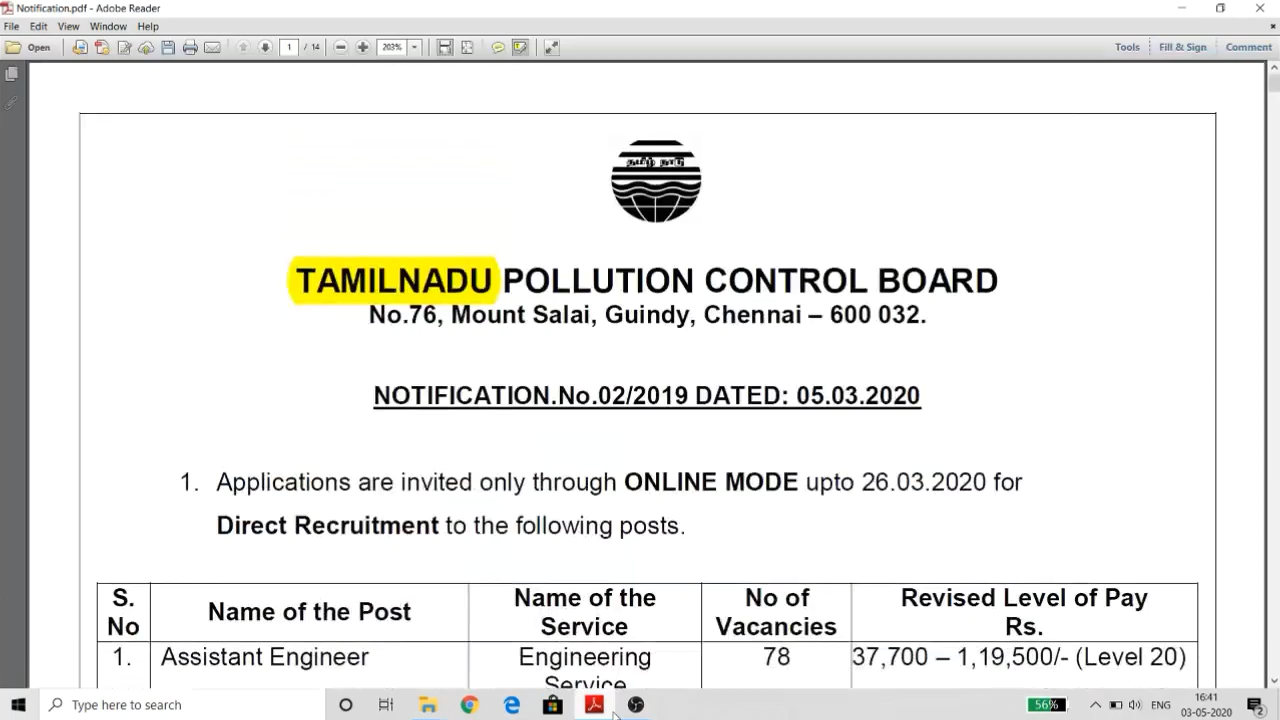 Notification.pdf - Adobe Reader
File Edit View Window Help
Open 1 / 14 203% Tools Fill & Sign Comment
தமிழ் நாடு
TAMILNADU POLLUTION CONTROL BOARD
No.76, Mount Salai, Guindy, Chennai – 600 032.
NOTIFICATION.No.02/2019 DATED: 05.03.2020
1. Applications are invited only through ONLINE MODE upto 26.03.2020 for
Direct Recruitment to the following posts.
S. No Name of the Post Name of the Service No of Vacancies Revised Level of Pay Rs.
1. Assistant Engineer Engineering Service 78 37,700 – 1,19,500/- (Level 20)
Type here to search 56% ENG 16:41
03-05-2020 2